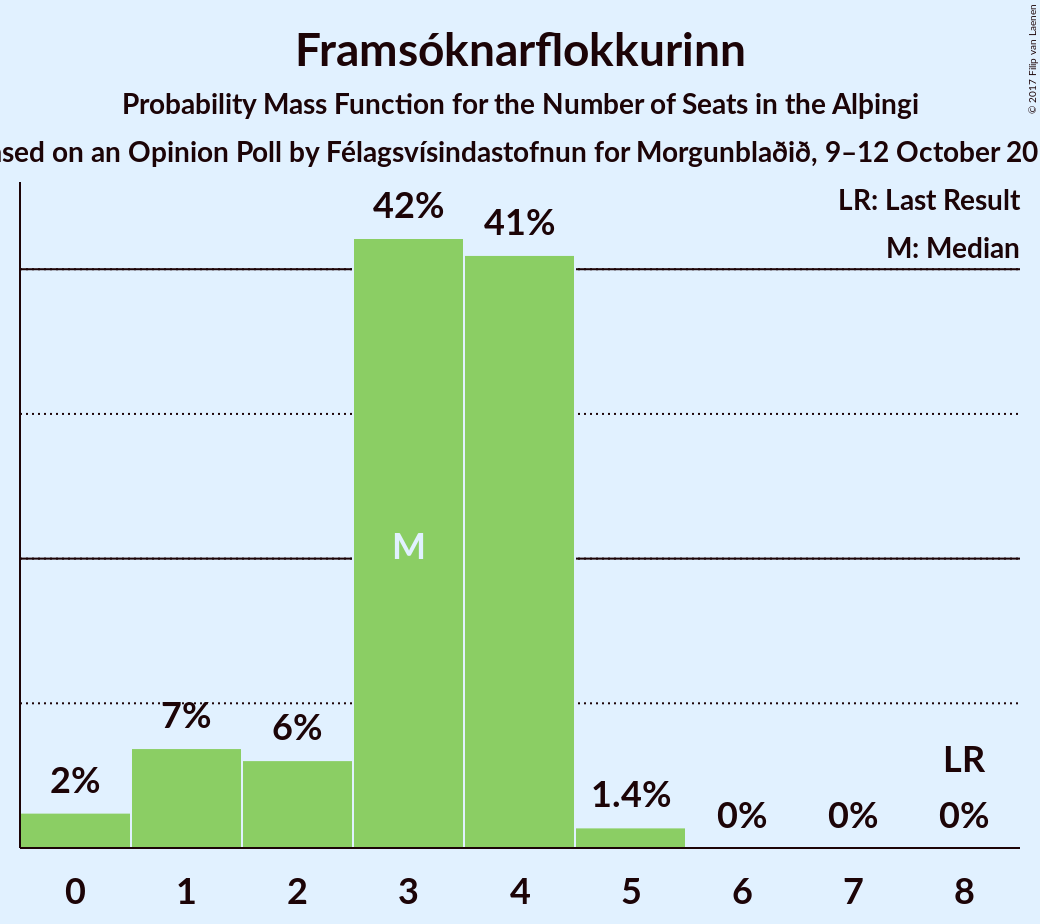 Framsóknarflokkurinn
Probability Mass Function for the Number of Seats in the Alþingi
on an Opinion Poll by Félagsvísindastofnun for Morgunblaðið, 9–12 October
LR: Last Result
M: Median
42%
41%
M
7%
6%
2%
1.4%
0%
0%
LR
0%
0
1
2
3
4
5
6
7
8
© 2017 Filip van Laenen